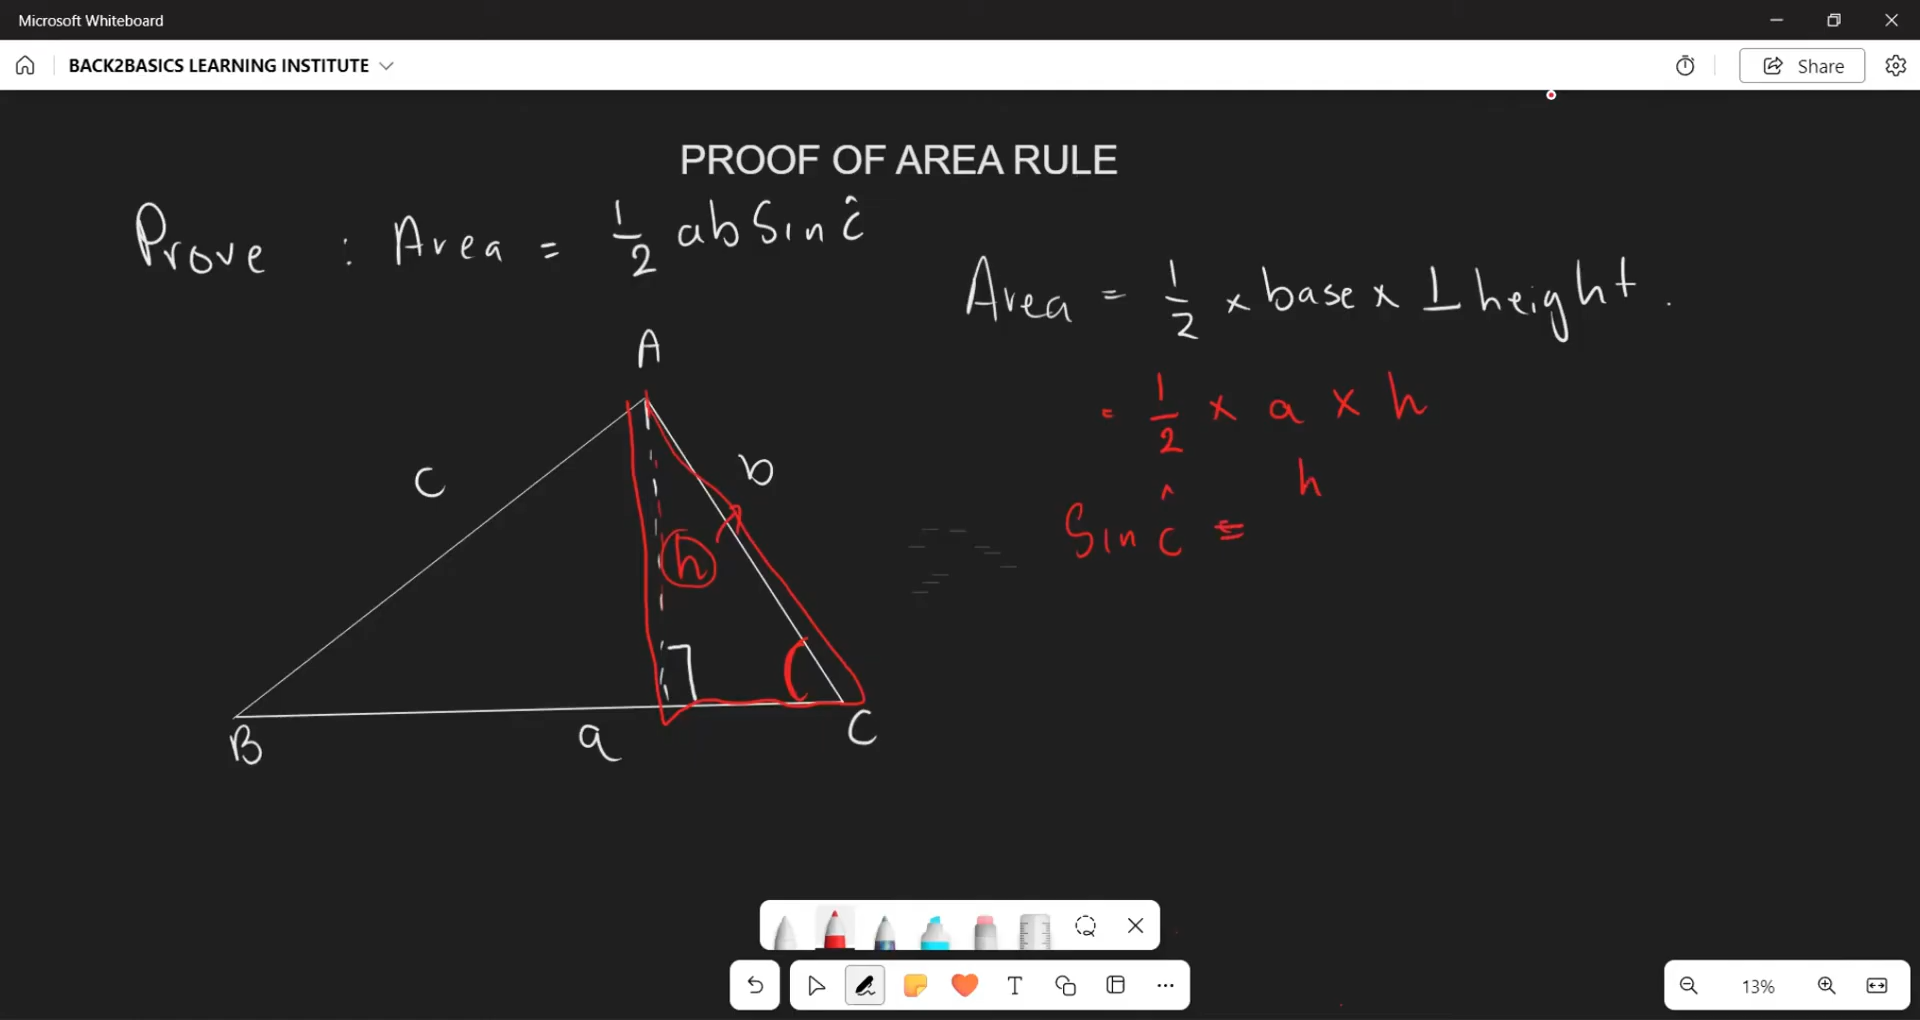 Microsoft Whiteboard
BACK2BASICS LEARNING INSTITUTE
Share
PROOF OF AREA RULE
Prove : Area = 1/2 ab Sin ĉ
Area = 1/2 × base × ⊥ height.
= 1/2 × a × h
h
Sin ĉ =
A
c
b
h
B
a
C
13%